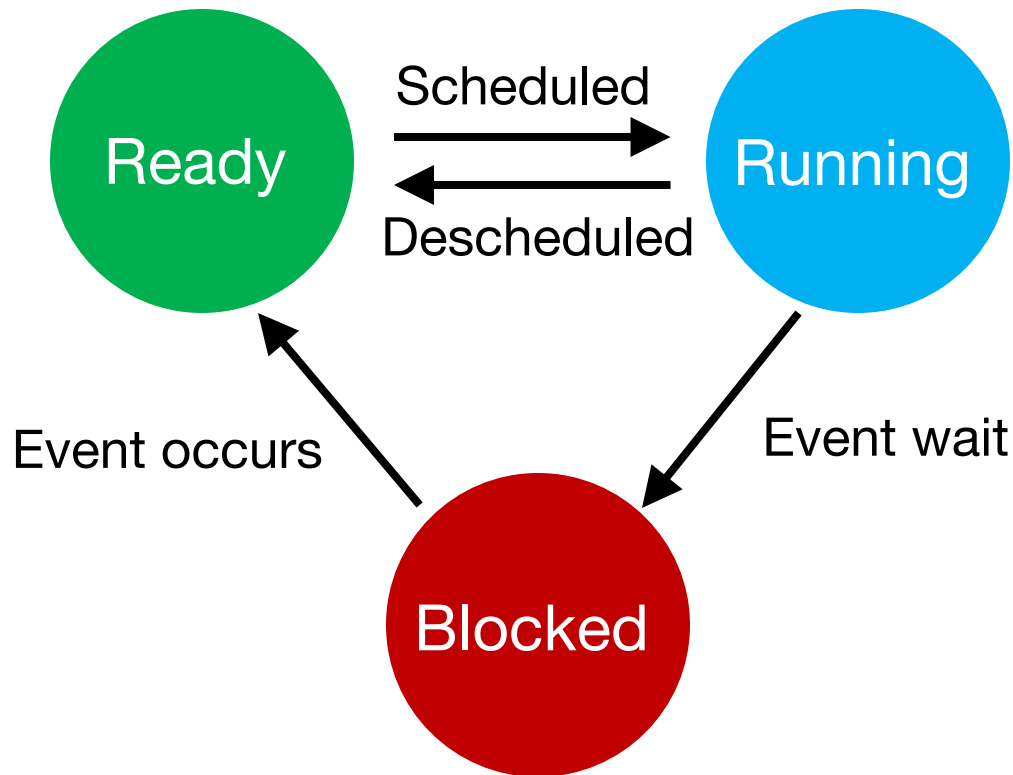 Scheduled
Ready
Running
Descheduled
Event occurs
Event wait
Blocked